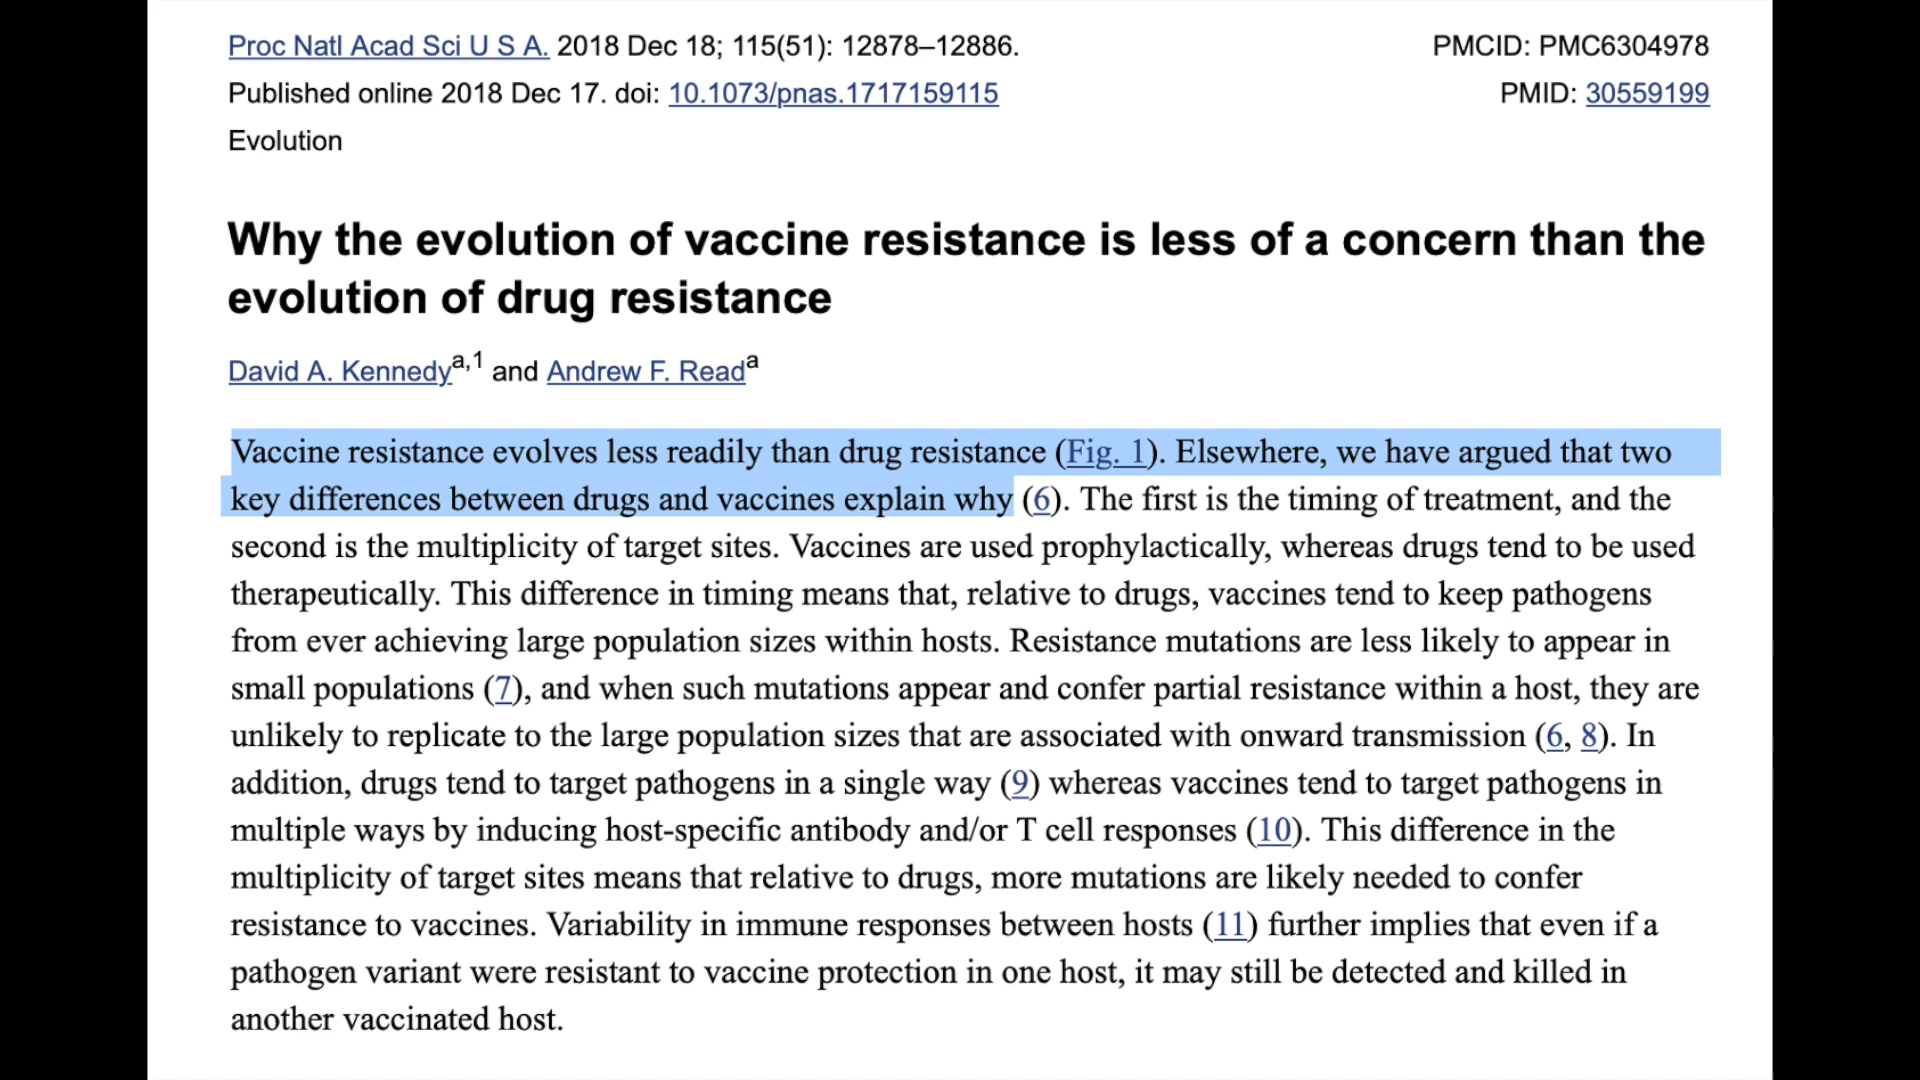 Proc Natl Acad Sci U S A. 2018 Dec 18; 115(51): 12878–12886.
PMCID: PMC6304978
Published online 2018 Dec 17. doi: 10.1073/pnas.1717159115
PMID: 30559199
Evolution
Why the evolution of vaccine resistance is less of a concern than the
evolution of drug resistance
David A. Kennedya,1 and Andrew F. Reada
Vaccine resistance evolves less readily than drug resistance (Fig. 1). Elsewhere, we have argued that two
key differences between drugs and vaccines explain why (6). The first is the timing of treatment, and the
second is the multiplicity of target sites. Vaccines are used prophylactically, whereas drugs tend to be used
therapeutically. This difference in timing means that, relative to drugs, vaccines tend to keep pathogens
from ever achieving large population sizes within hosts. Resistance mutations are less likely to appear in
small populations (7), and when such mutations appear and confer partial resistance within a host, they are
unlikely to replicate to the large population sizes that are associated with onward transmission (6, 8). In
addition, drugs tend to target pathogens in a single way (9) whereas vaccines tend to target pathogens in
multiple ways by inducing host-specific antibody and/or T cell responses (10). This difference in the
multiplicity of target sites means that relative to drugs, more mutations are likely needed to confer
resistance to vaccines. Variability in immune responses between hosts (11) further implies that even if a
pathogen variant were resistant to vaccine protection in one host, it may still be detected and killed in
another vaccinated host.